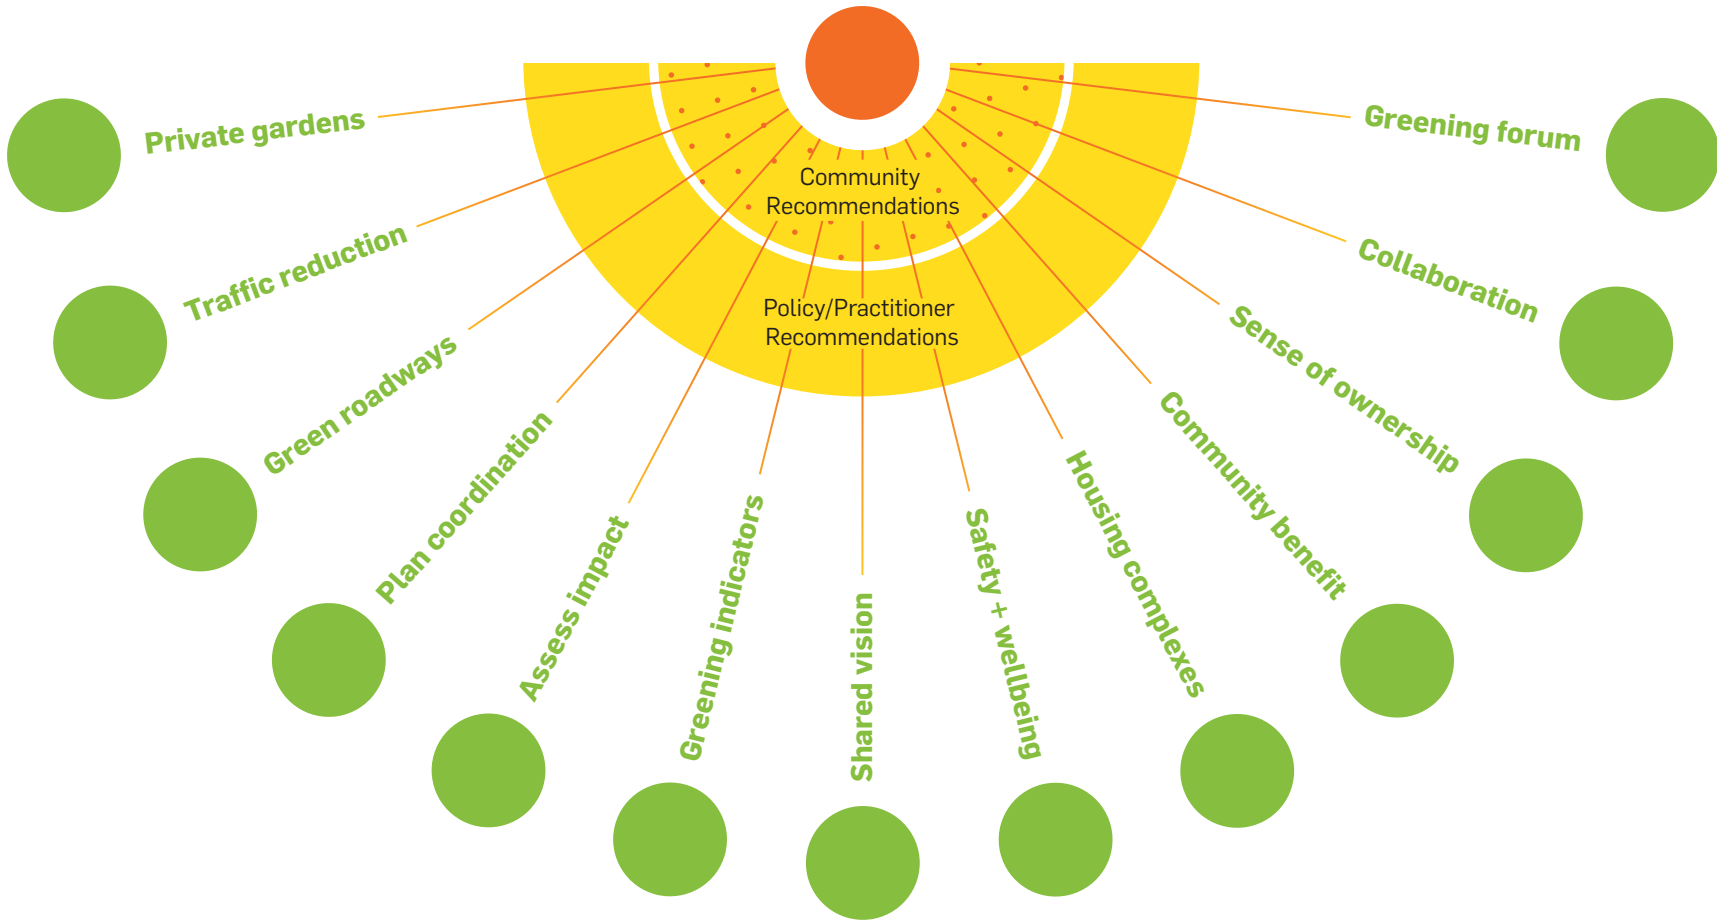 Community
Recommendations
Policy/Practitioner
Recommendations
Private gardens
Traffic reduction
Green roadways
Plan coordination
Assess impact
Greening indicators
Shared vision
Safety + wellbeing
Housing complexes
Community benefit
Sense of ownership
Collaboration
Greening forum